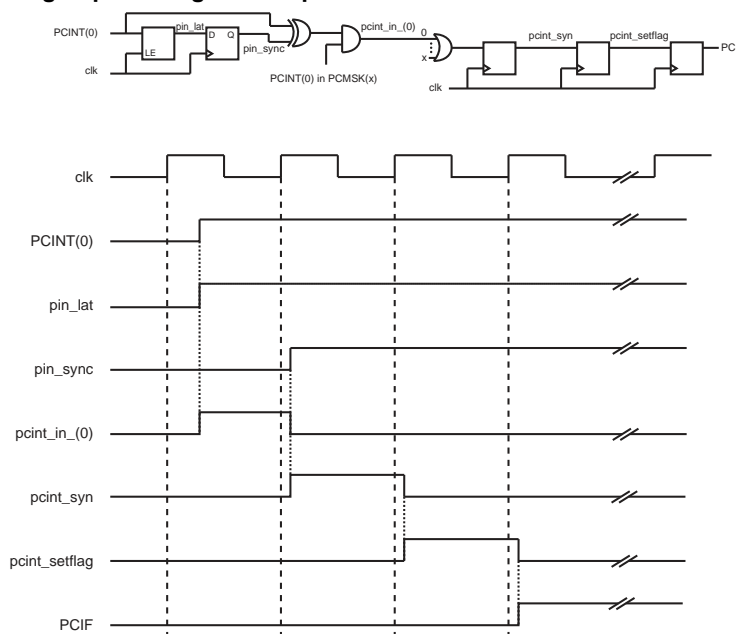 pin_lat
pcint_in_(0)
0
pcint_syn
pcint_setflag
PCINT(0)
D
Q
LE
pin_sync
PC
x
clk
PCINT(0) in PCMSK(x)
clk
clk
PCINT(0)
pin_lat
pin_sync
pcint_in_(0)
pcint_syn
pcint_setflag
PCIF